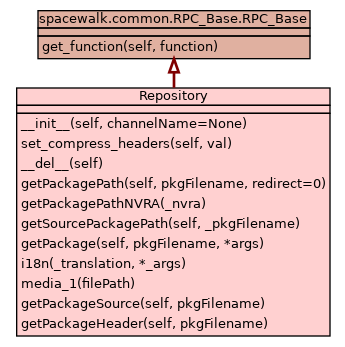 spacewalk.common.RPC_Base.RPC_Base
get_function(self, function)
Repository
__init__(self, channelName=None)
set_compress_headers(self, val)
__del__(self)
getPackagePath(self, pkgFilename, redirect=0)
getPackagePathNVRA(_nvra)
getSourcePackagePath(self, _pkgFilename)
getPackage(self, pkgFilename, *args)
i18n(_translation, *_args)
media_1(filePath)
getPackageSource(self, pkgFilename)
getPackageHeader(self, pkgFilename)